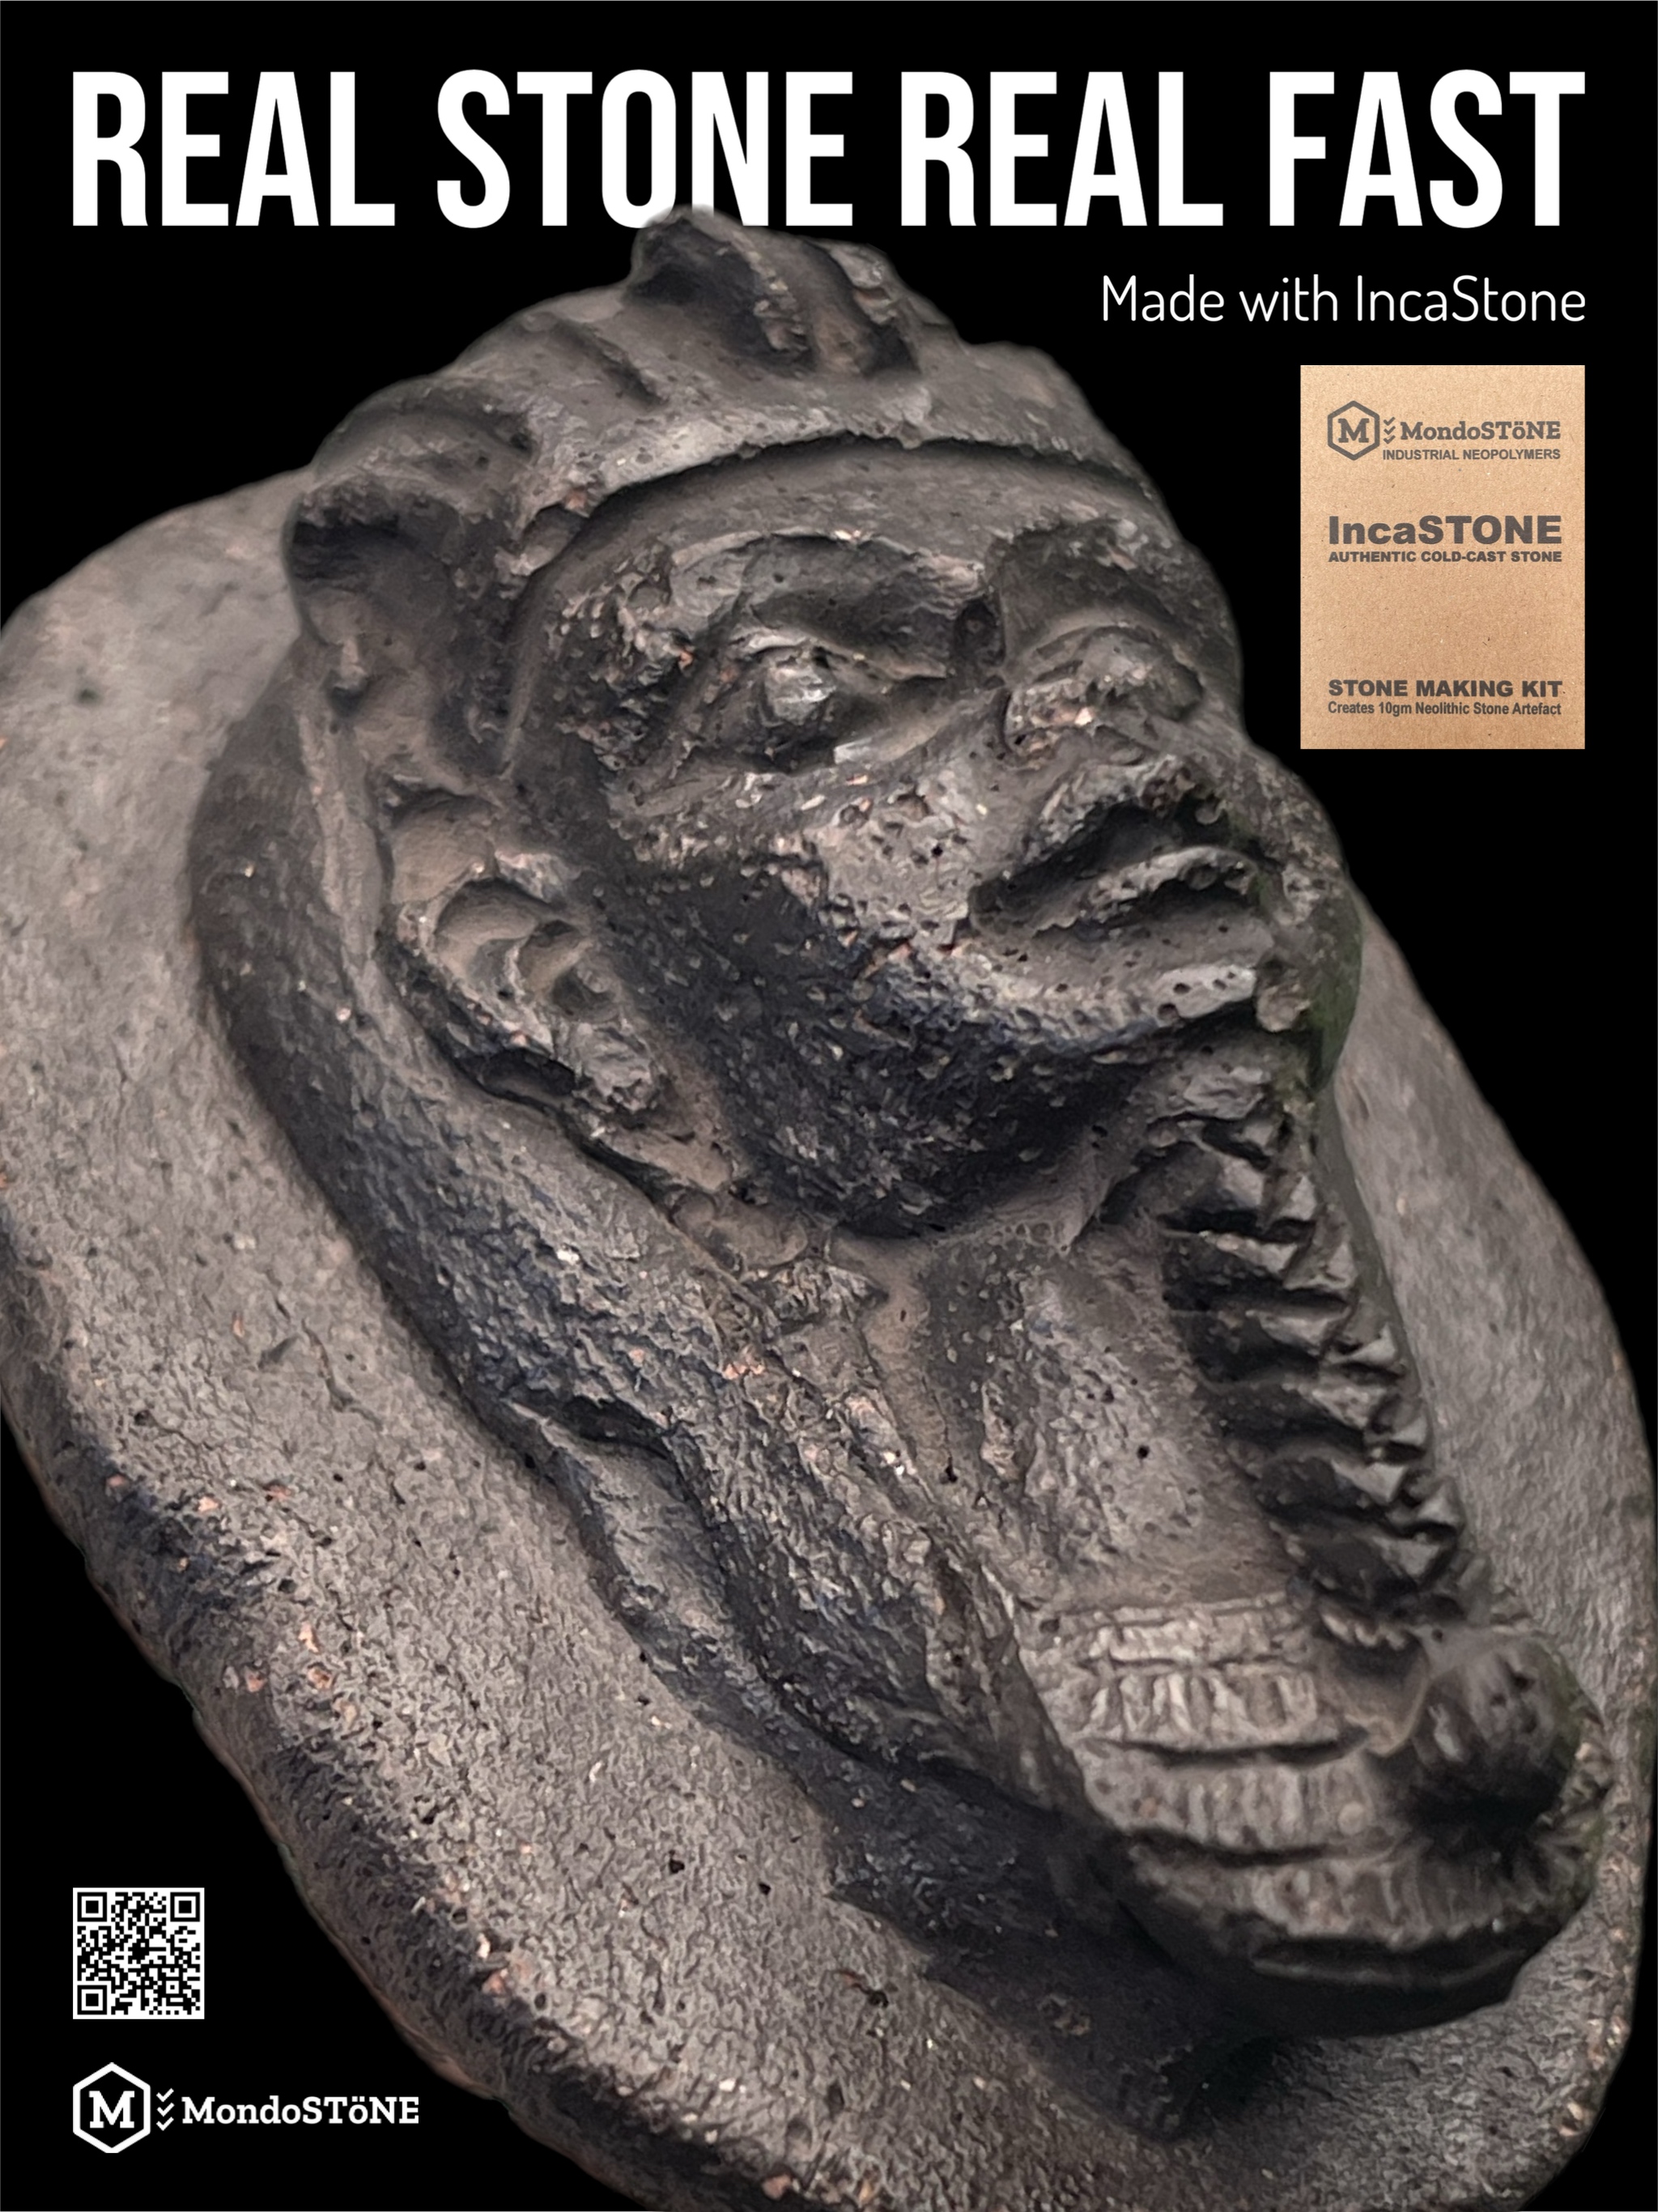 REAL STONE REAL FAST
Made with IncaStone
M MondoSTöNE
INDUSTRIAL NEOPOLYMERS
IncaSTONE
AUTHENTIC COLD-CAST STONE
STONE MAKING KIT
Creates 10gm Neolithic Stone Artefact
M MondoSTöNE